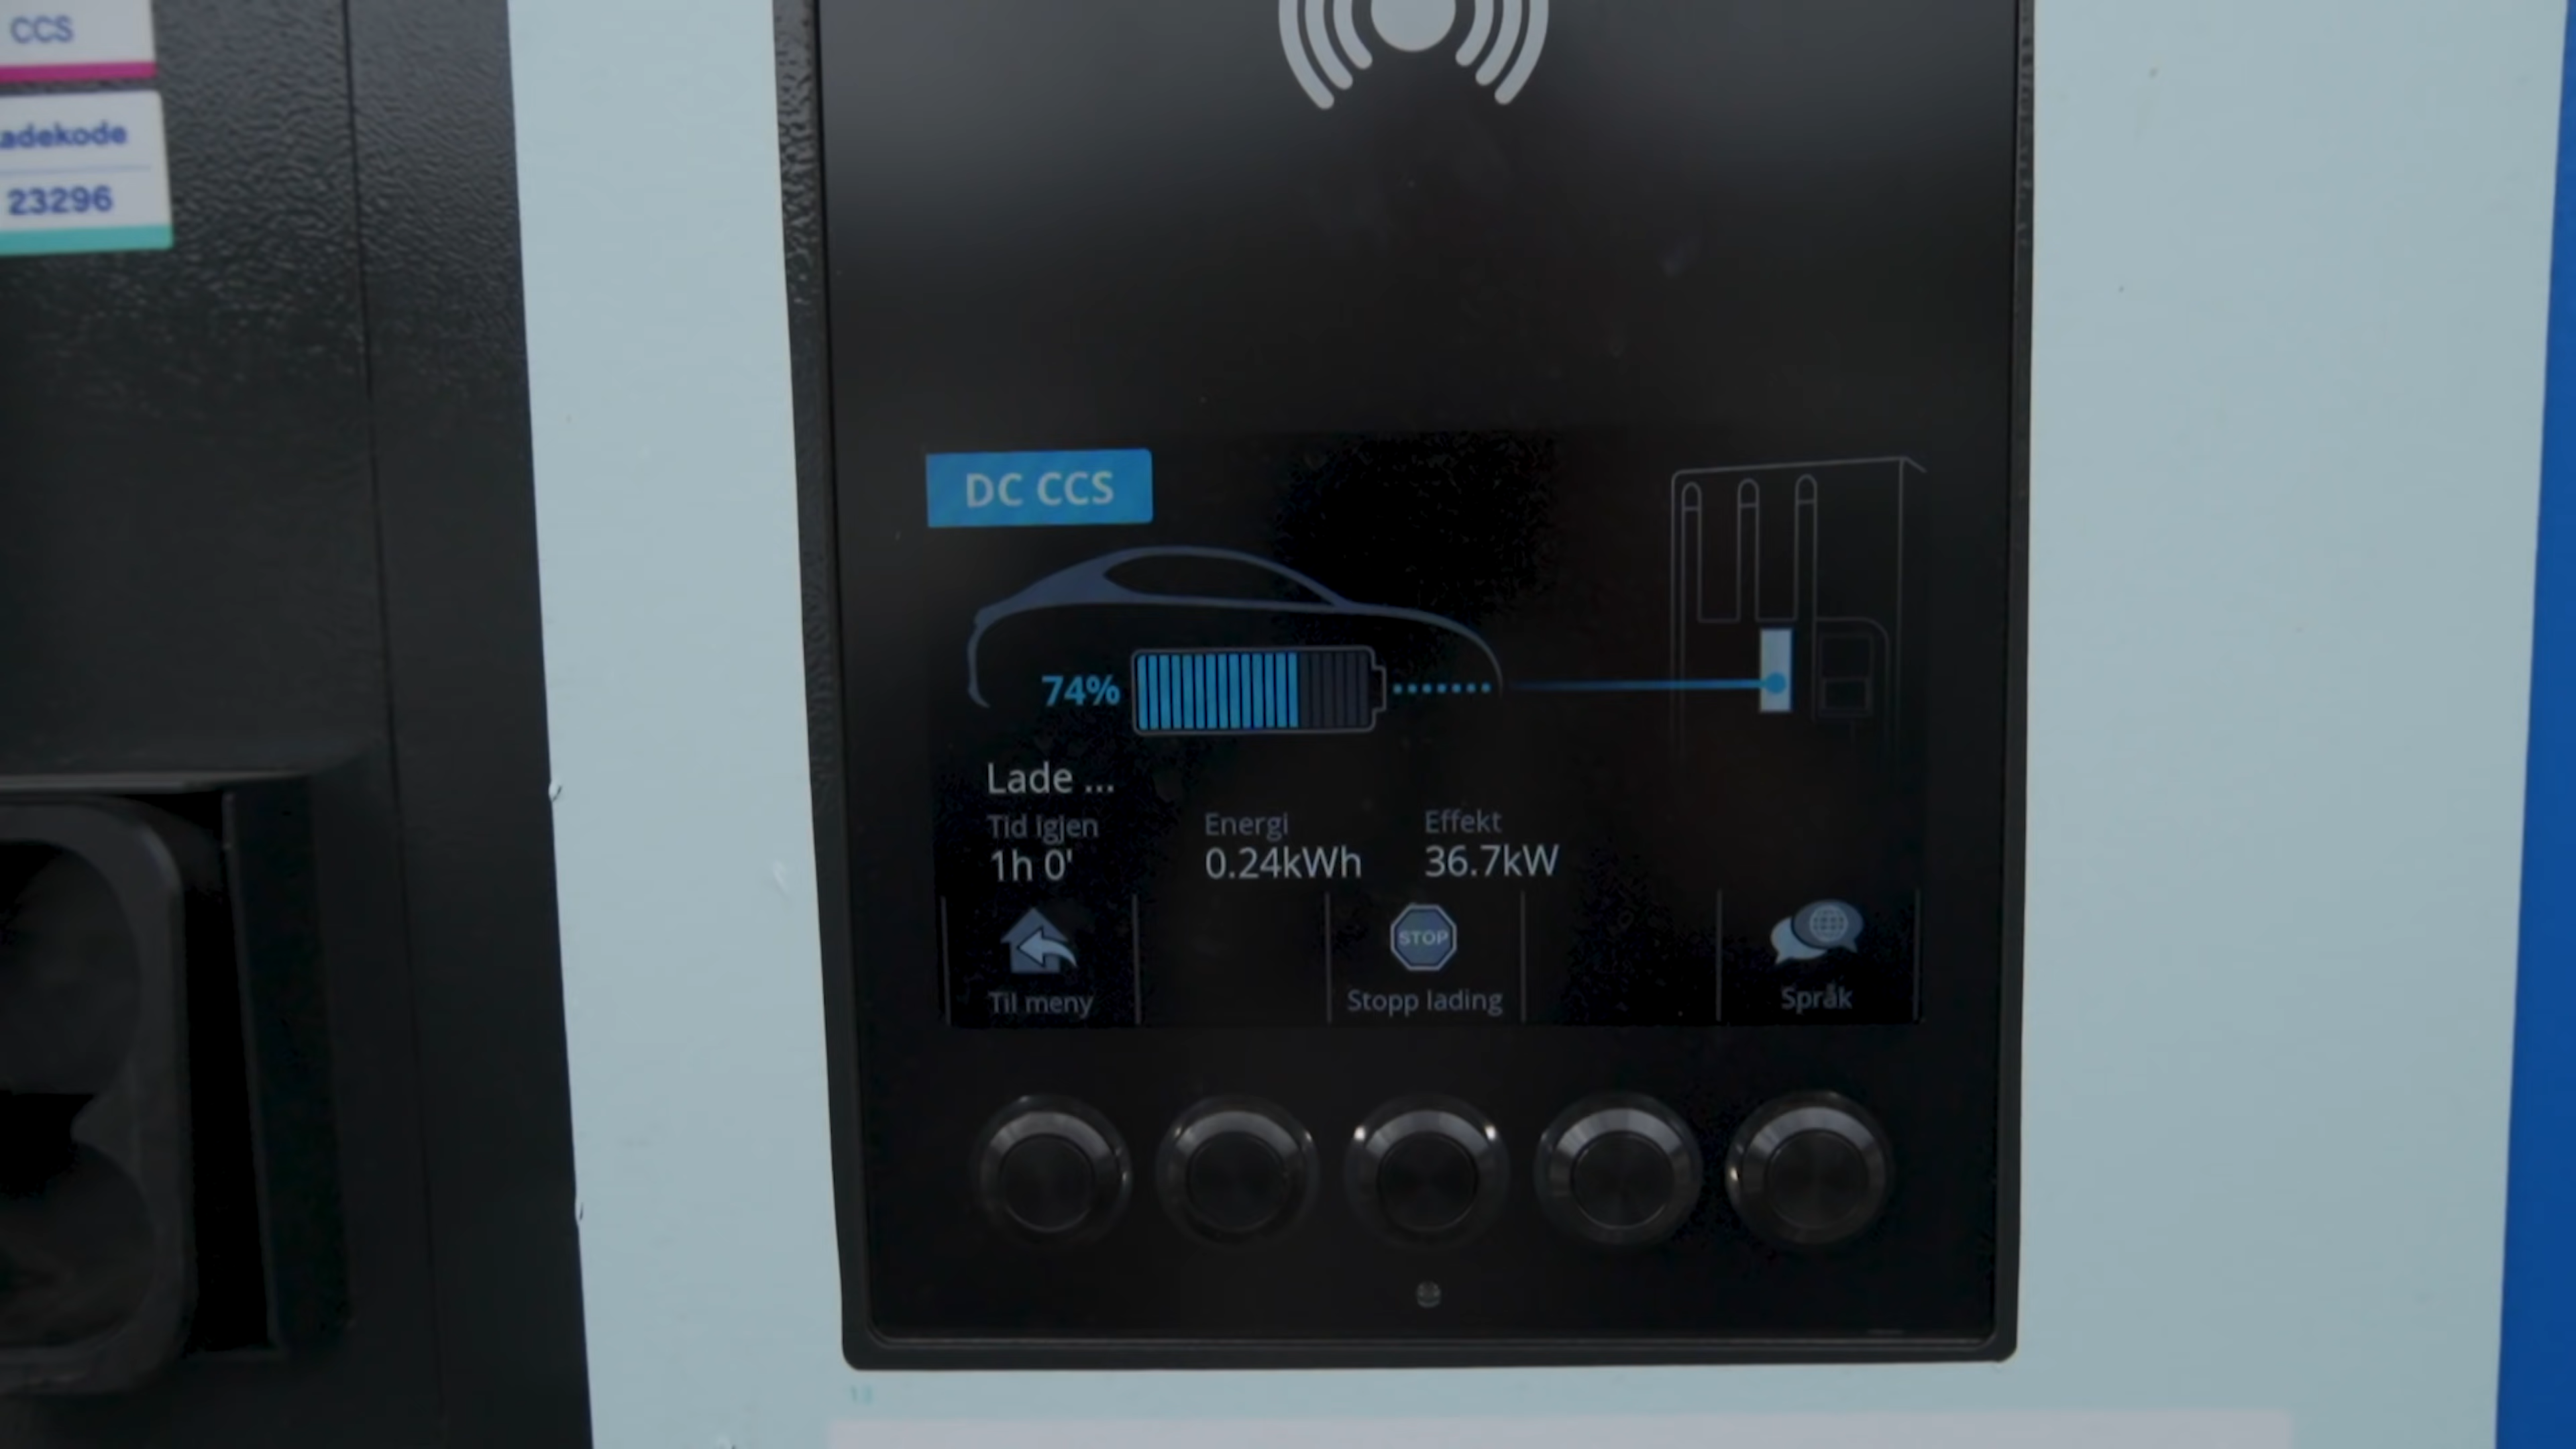 CCS
adekode
23296
DC CCS
74%
Lade ...
Tid igjen
1h 0'
Energi
0.24kWh
Effekt
36.7kW
STOP
Til meny
Stopp lading
Språk
13